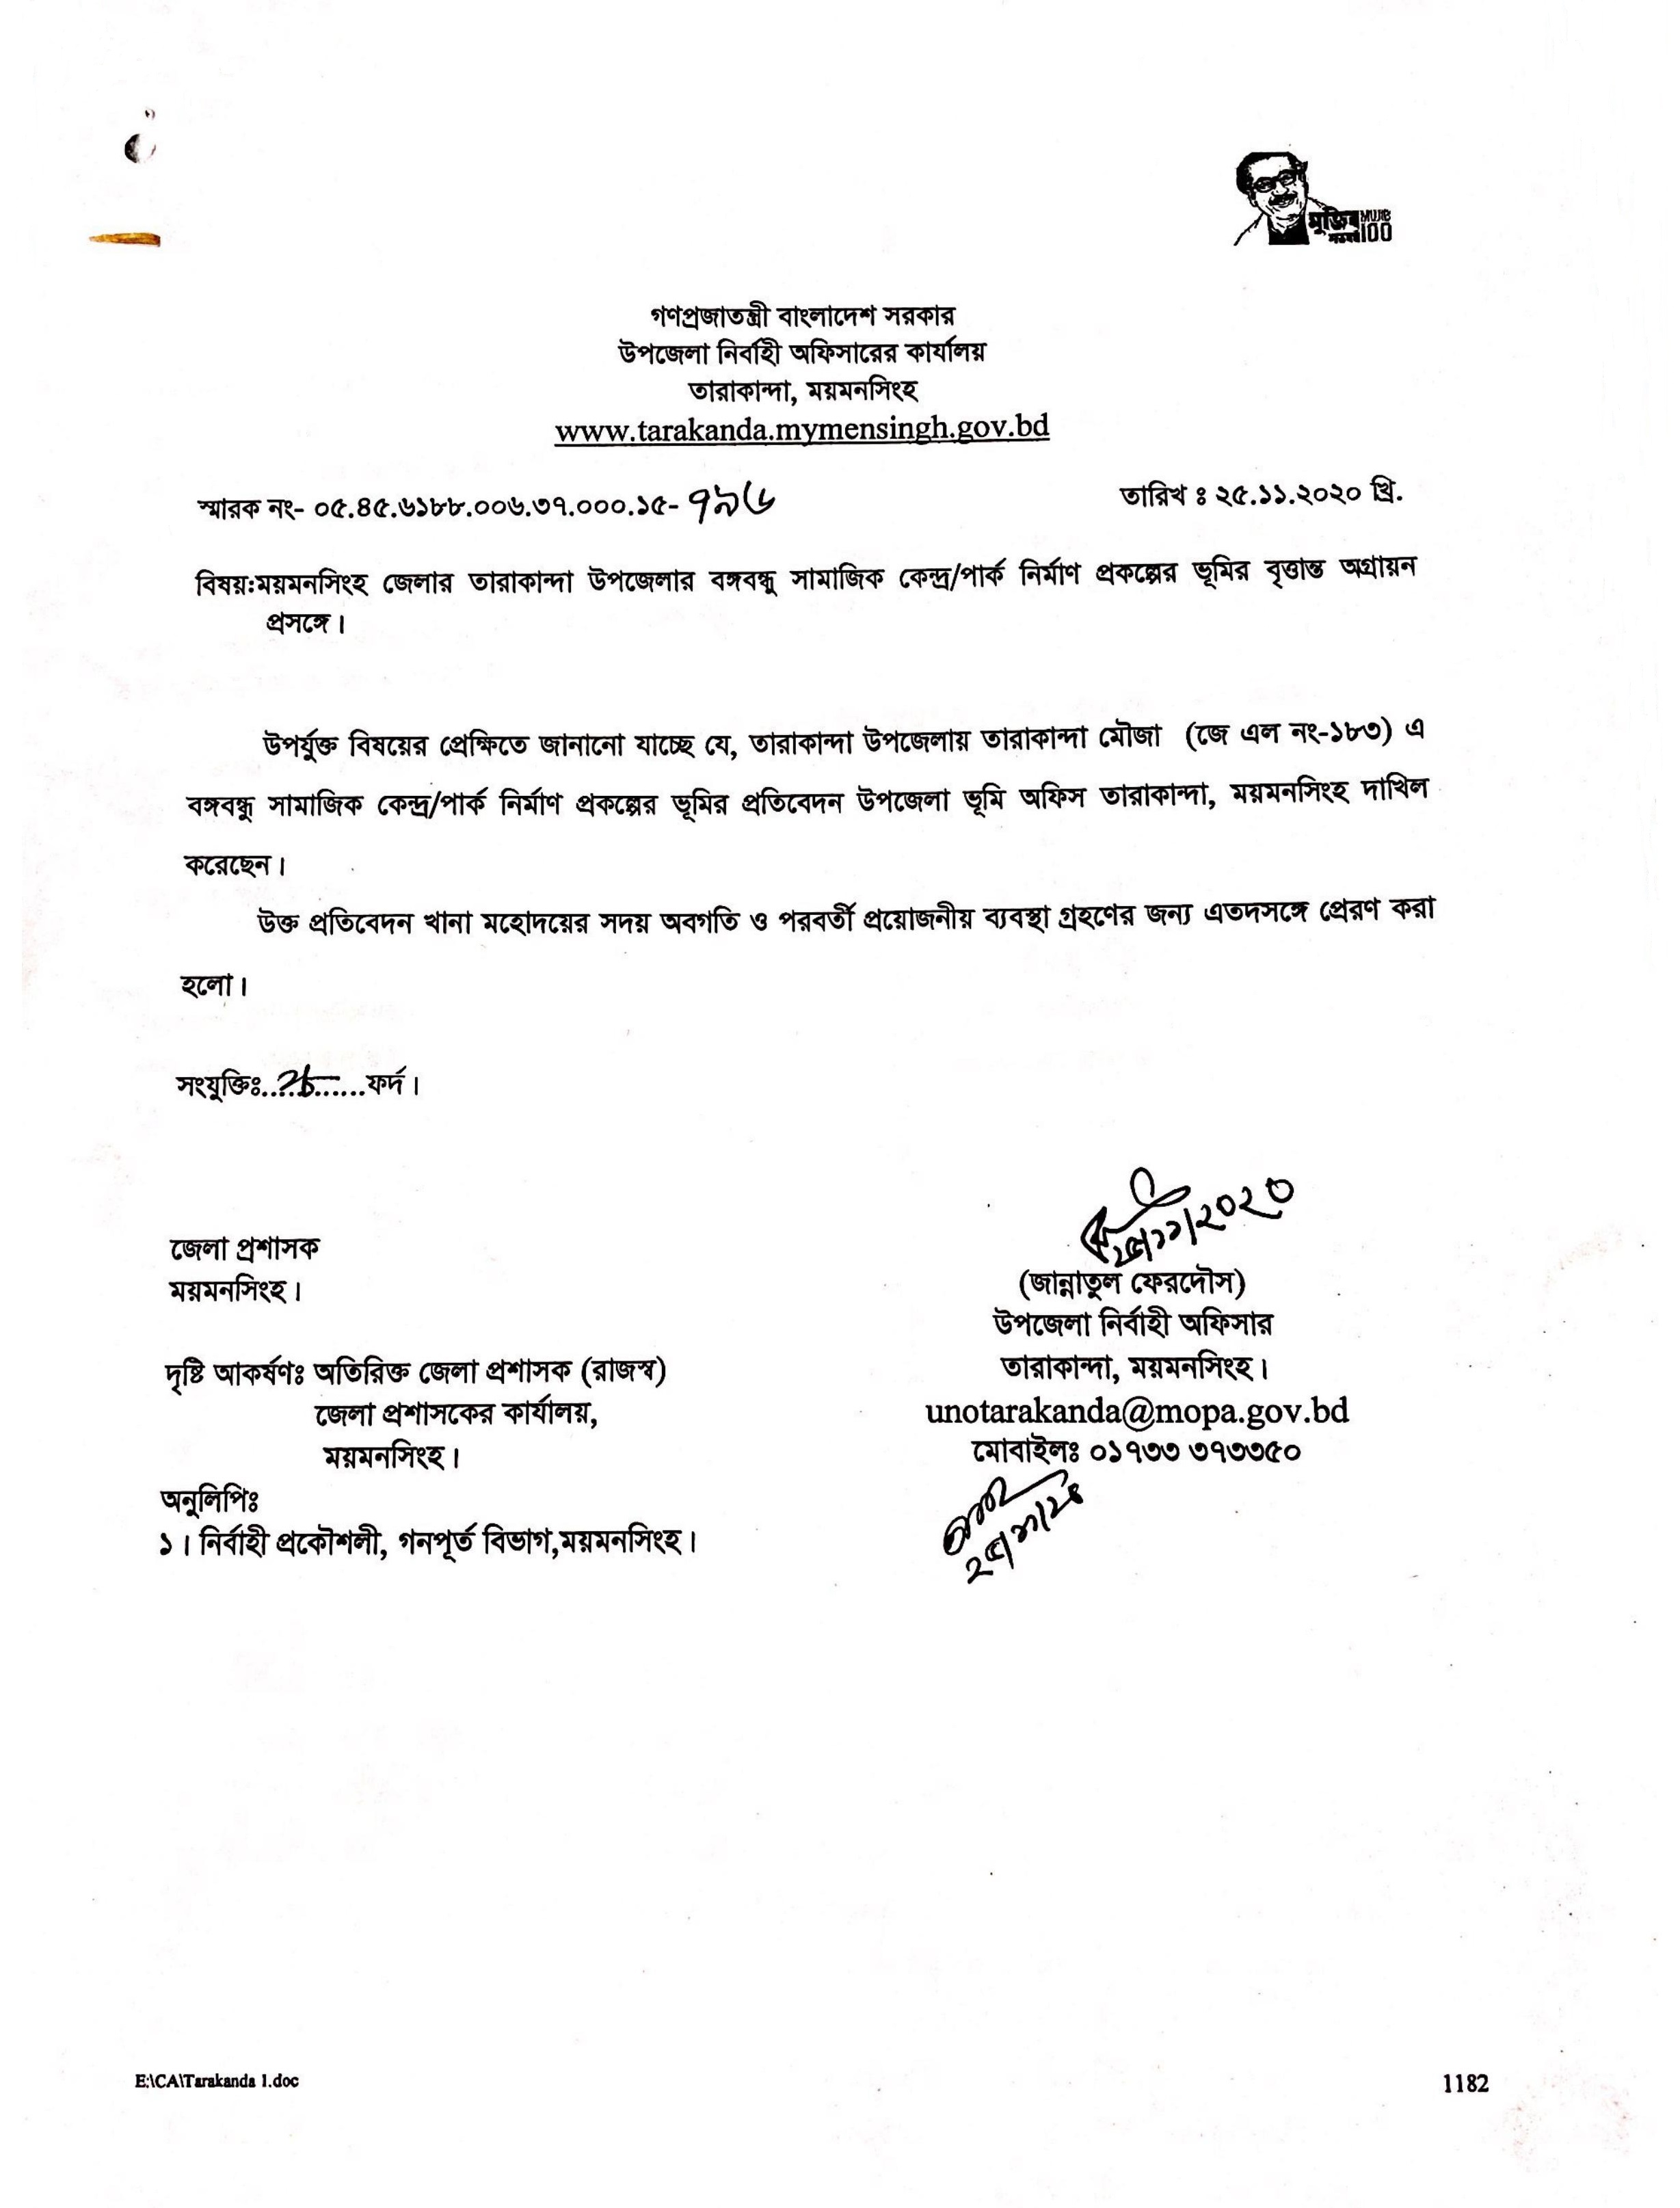 মুজিব MUJIB
শতবর্ষ 100
গণপ্রজাতন্ত্রী বাংলাদেশ সরকার
উপজেলা নির্বাহী অফিসারের কার্যালয়
তারাকান্দা, ময়মনসিংহ
www.tarakanda.mymensingh.gov.bd
স্মারক নং- ০৫.৪৫.৬১৮৮.০০৬.৩৭.০০০.১৫- ৭৯৬
তারিখ ঃ ২৫.১১.২০২০ খ্রি.
বিষয়:ময়মনসিংহ জেলার তারাকান্দা উপজেলার বঙ্গবন্ধু সামাজিক কেন্দ্র/পার্ক নির্মাণ প্রকল্পের ভূমির বৃত্তান্ত অগ্রায়ন
প্রসঙ্গে।
উপর্যুক্ত বিষয়ের প্রেক্ষিতে জানানো যাচ্ছে যে, তারাকান্দা উপজেলায় তারাকান্দা মৌজা (জে এল নং-১৮৩) এ
বঙ্গবন্ধু সামাজিক কেন্দ্র/পার্ক নির্মাণ প্রকল্পের ভূমির প্রতিবেদন উপজেলা ভূমি অফিস তারাকান্দা, ময়মনসিংহ দাখিল
করেছেন।
উক্ত প্রতিবেদন খানা মহোদয়ের সদয় অবগতি ও পরবর্তী প্রয়োজনীয় ব্যবস্থা গ্রহণের জন্য এতদসঙ্গে প্রেরণ করা
হলো।
সংযুক্তিঃ..........ফর্দ।
২৫/১১/২০২০
জেলা প্রশাসক
ময়মনসিংহ।
(জান্নাতুল ফেরদৌস)
উপজেলা নির্বাহী অফিসার
তারাকান্দা, ময়মনসিংহ।
unotarakanda@mopa.gov.bd
মোবাইলঃ ০১৭৩৩ ৩৭৩৩৫০
দৃষ্টি আকর্ষণঃ অতিরিক্ত জেলা প্রশাসক (রাজস্ব)
জেলা প্রশাসকের কার্যালয়,
ময়মনসিংহ।
অনুলিপিঃ
১। নির্বাহী প্রকৌশলী, গনপূর্ত বিভাগ,ময়মনসিংহ।
E:\CA\Tarakanda 1.doc
1182